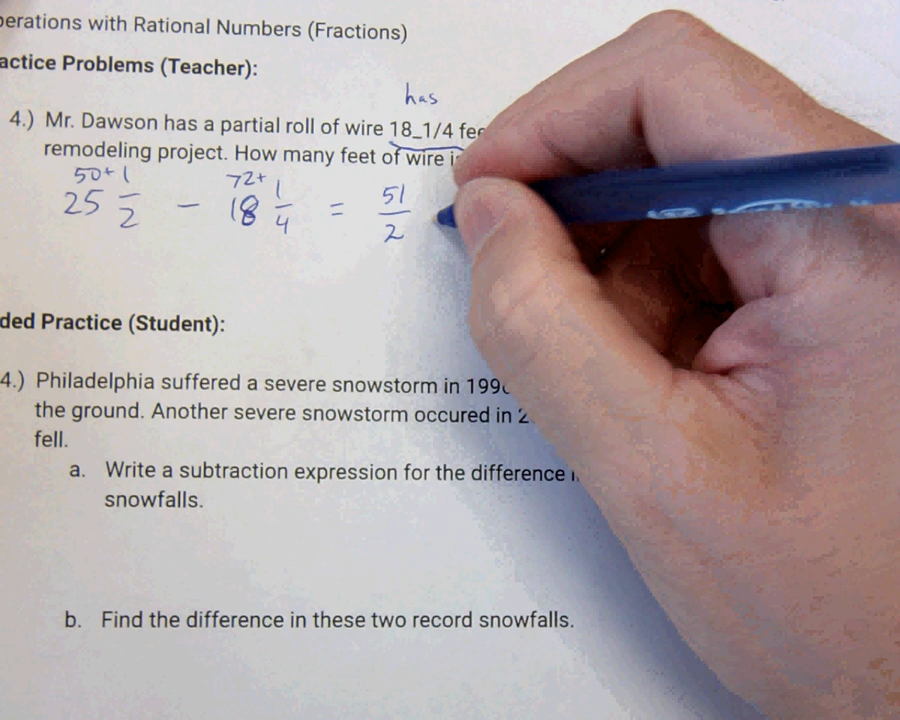 perations with Rational Numbers (Fractions)
actice Problems (Teacher):
has
4.) Mr. Dawson has a partial roll of wire 18_1/4 fee
remodeling project. How many feet of wire i
50+1 72+1
25 1/2 − 18 1/4 = 51/2
ded Practice (Student):
4.) Philadelphia suffered a severe snowstorm in 199
the ground. Another severe snowstorm occured in 2
fell.
a. Write a subtraction expression for the difference i
snowfalls.
b. Find the difference in these two record snowfalls.